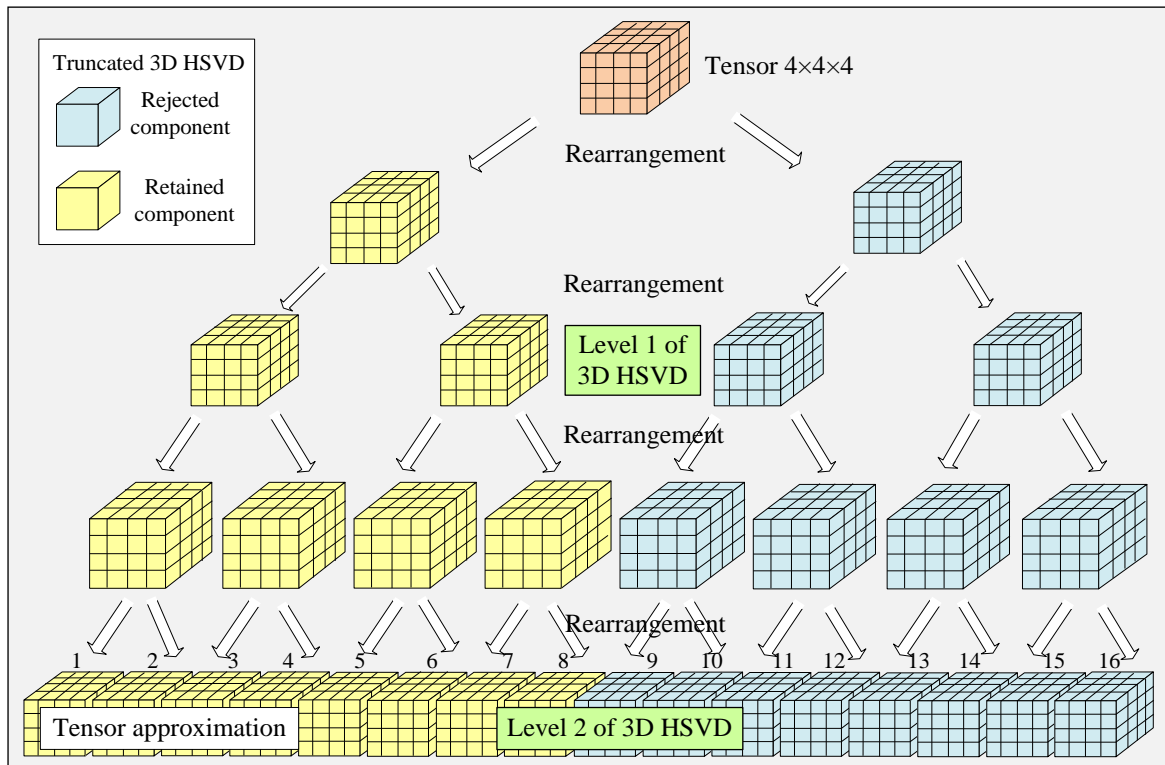 Truncated 3D HSVD
Rejected
component
Retained
component
Tensor 4×4×4
Rearrangement
Rearrangement
Level 1 of
3D HSVD
Rearrangement
Rearrangement
1 2 3 4 5 6 7 8 9 10 11 12 13 14 15 16
Tensor approximation
Level 2 of 3D HSVD